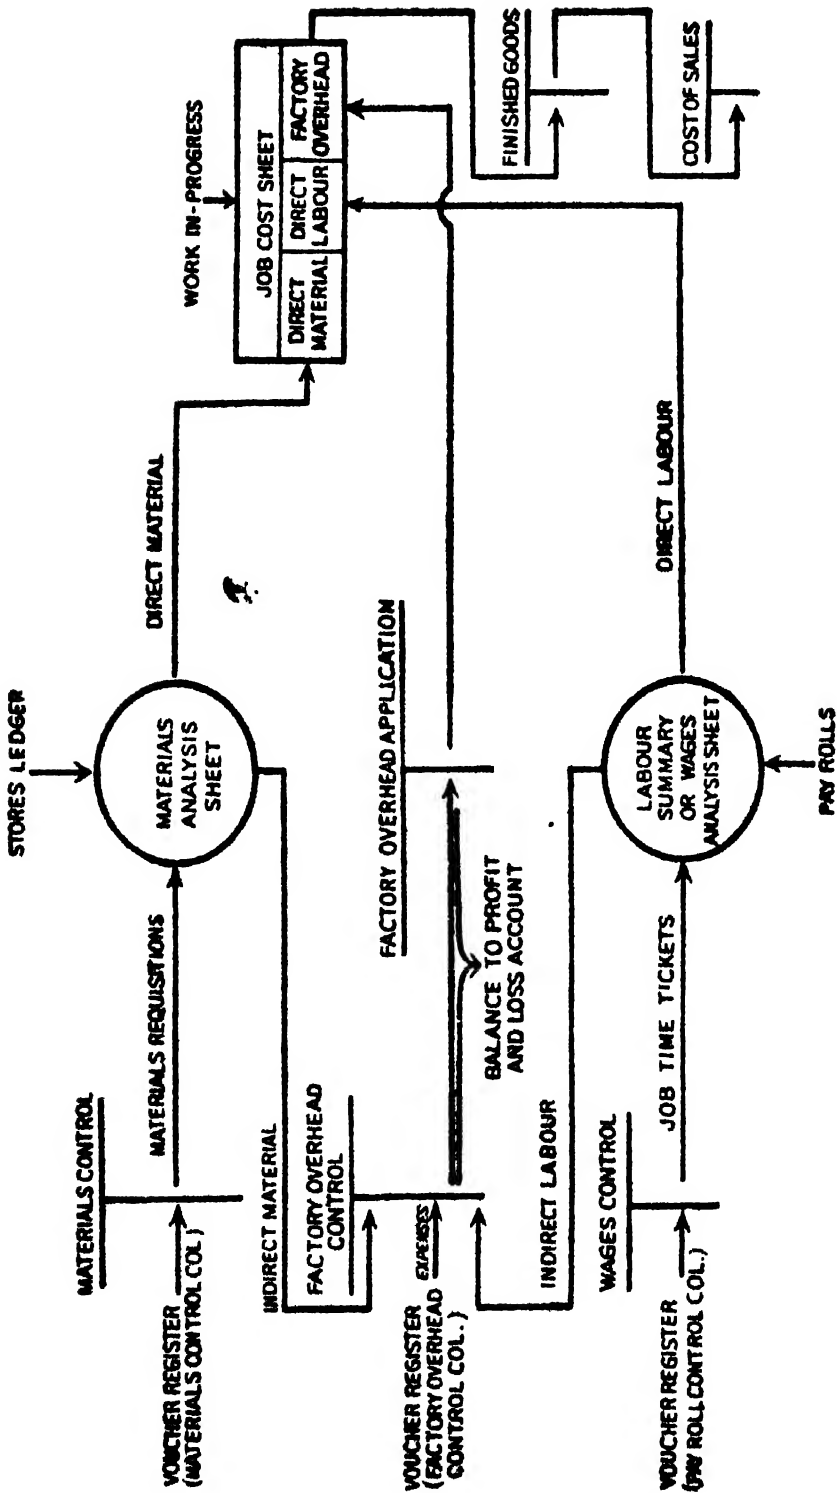 STORES LEDGER
MATERIALS CONTROL
VOUCHER REGISTER
(MATERIALS CONTROL COL)
MATERIALS REQUISITIONS
MATERIALS
ANALYSIS
SHEET
DIRECT MATERIAL
WORK IN-PROGRESS
JOB COST SHEET
DIRECT
MATERIAL
DIRECT
LABOUR
FACTORY
OVERHEAD
INDIRECT MATERIAL
FACTORY OVERHEAD
CONTROL
VOUCHER REGISTER
(FACTORY OVERHEAD
CONTROL COL.)
EXPENSES
FACTORY OVERHEAD APPLICATION
BALANCE TO PROFIT
AND LOSS ACCOUNT
FINISHED GOODS
COST OF SALES
INDIRECT LABOUR
WAGES CONTROL
VOUCHER REGISTER
(PAY ROLL CONTROL COL.)
JOB TIME TICKETS
LABOUR
SUMMARY
OR WAGES
ANALYSIS SHEET
DIRECT LABOUR
PAY ROLLS